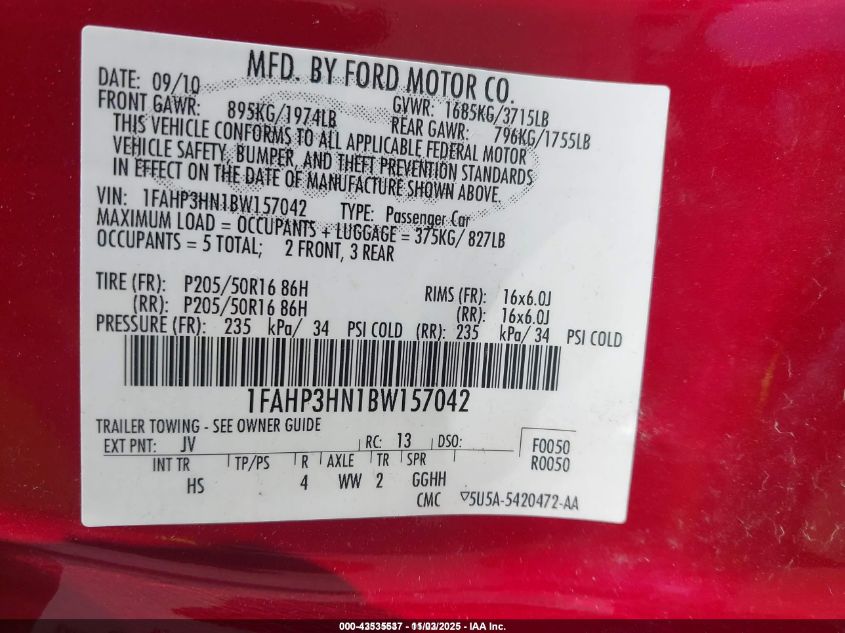 MFD. BY FORD MOTOR CO.
DATE: 09/10 GVWR: 1685KG/3715LB
FRONT GAWR: 895KG/1974LB REAR GAWR: 796KG/1755LB
THIS VEHICLE CONFORMS TO ALL APPLICABLE FEDERAL MOTOR
VEHICLE SAFETY, BUMPER, AND THEFT PREVENTION STANDARDS
IN EFFECT ON THE DATE OF MANUFACTURE SHOWN ABOVE.
VIN: 1FAHP3HN1BW157042 TYPE: Passenger Car
MAXIMUM LOAD = OCCUPANTS + LUGGAGE = 375KG/ 827LB
OCCUPANTS = 5 TOTAL; 2 FRONT, 3 REAR
TIRE (FR): P205/50R16 86H RIMS (FR): 16x6.0J
(RR): P205/50R16 86H (RR): 16x6.0J
PRESSURE (FR): 235 kPa/ 34 PSI COLD (RR): 235 kPa/ 34 PSI COLD
1FAHP3HN1BW157042
TRAILER TOWING - SEE OWNER GUIDE
EXT PNT: JV RC: 13 DSO: F0050
INT TR TP/PS R AXLE TR SPR R0050
HS 4 WW 2 GGHH
CMC ▽5U5A-5420472-AA
000-43535537 - 11/03/2025 - IAA Inc.